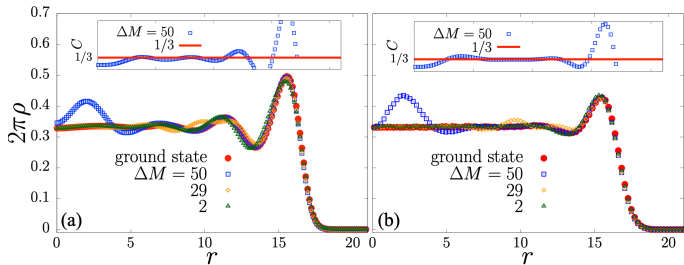 0.7
0.6
0.5
0.4
0.3
0.2
0.1
0
2πρ
C
1/3
ΔM = 50
1/3
ground state
ΔM = 50
29
2
(a)
0
5
10
15
20
r
C
1/3
ΔM = 50
1/3
ground state
ΔM = 50
29
2
(b)
0
5
10
15
20
r